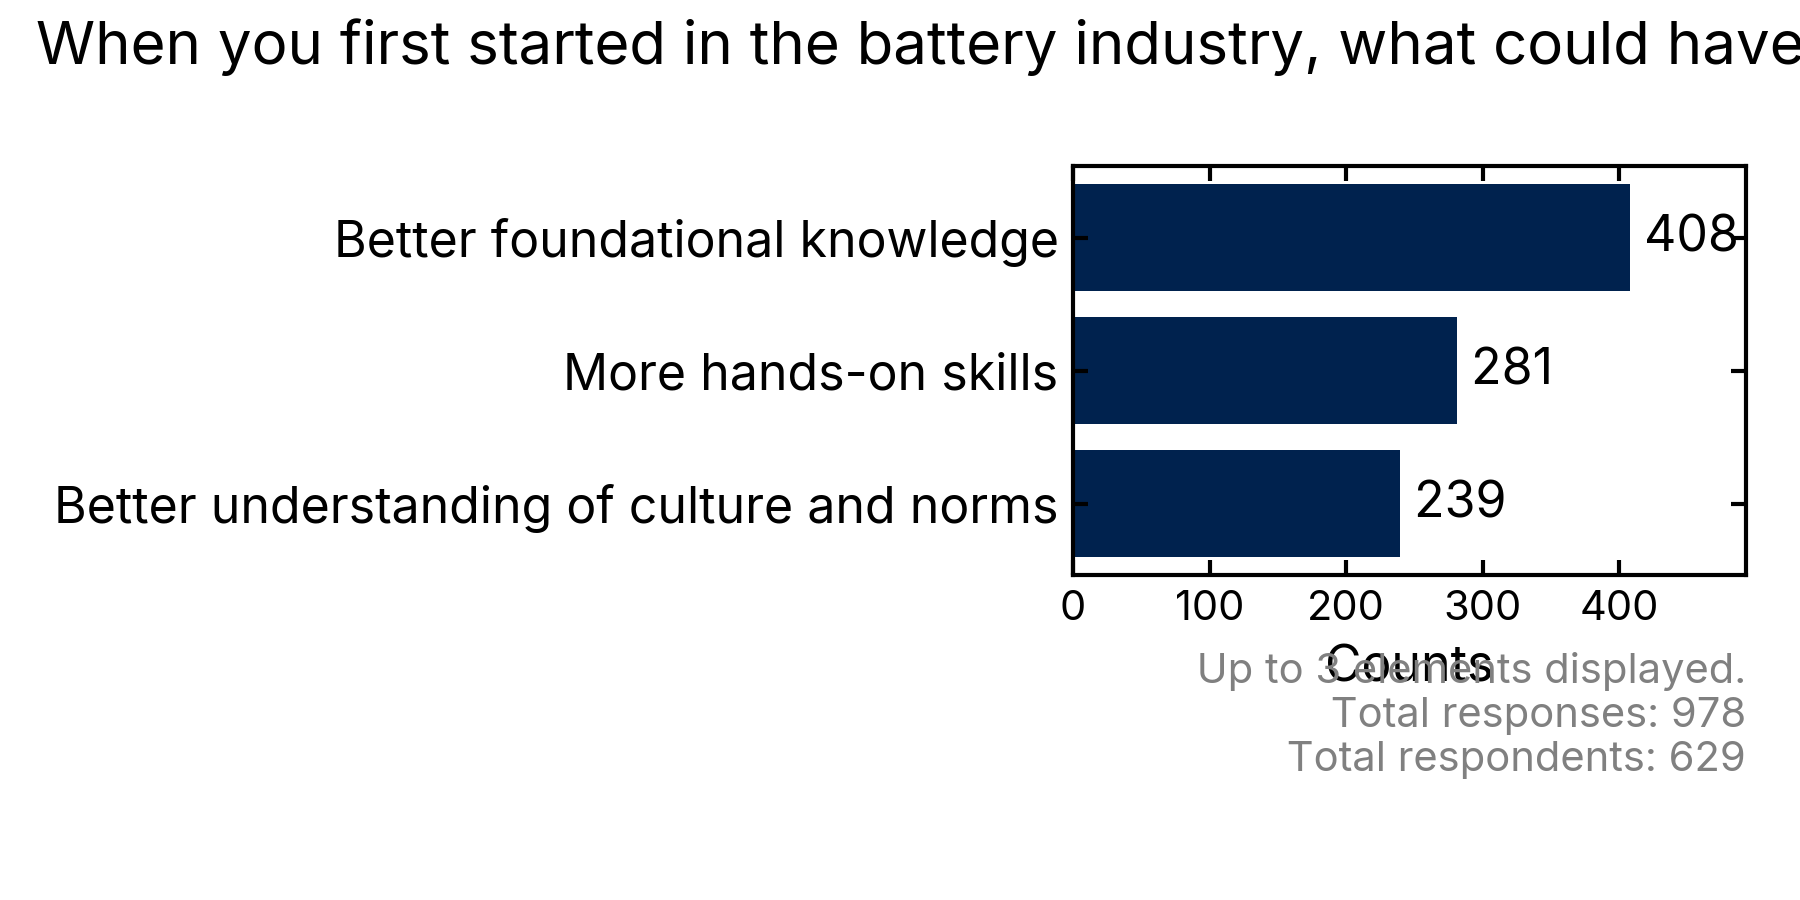 When you first started in the battery industry, what could have
Better foundational knowledge
408
More hands-on skills
281
Better understanding of culture and norms
239
0 100 200 300 400
Counts
Up to 3 elements displayed.
Total responses: 978
Total respondents: 629